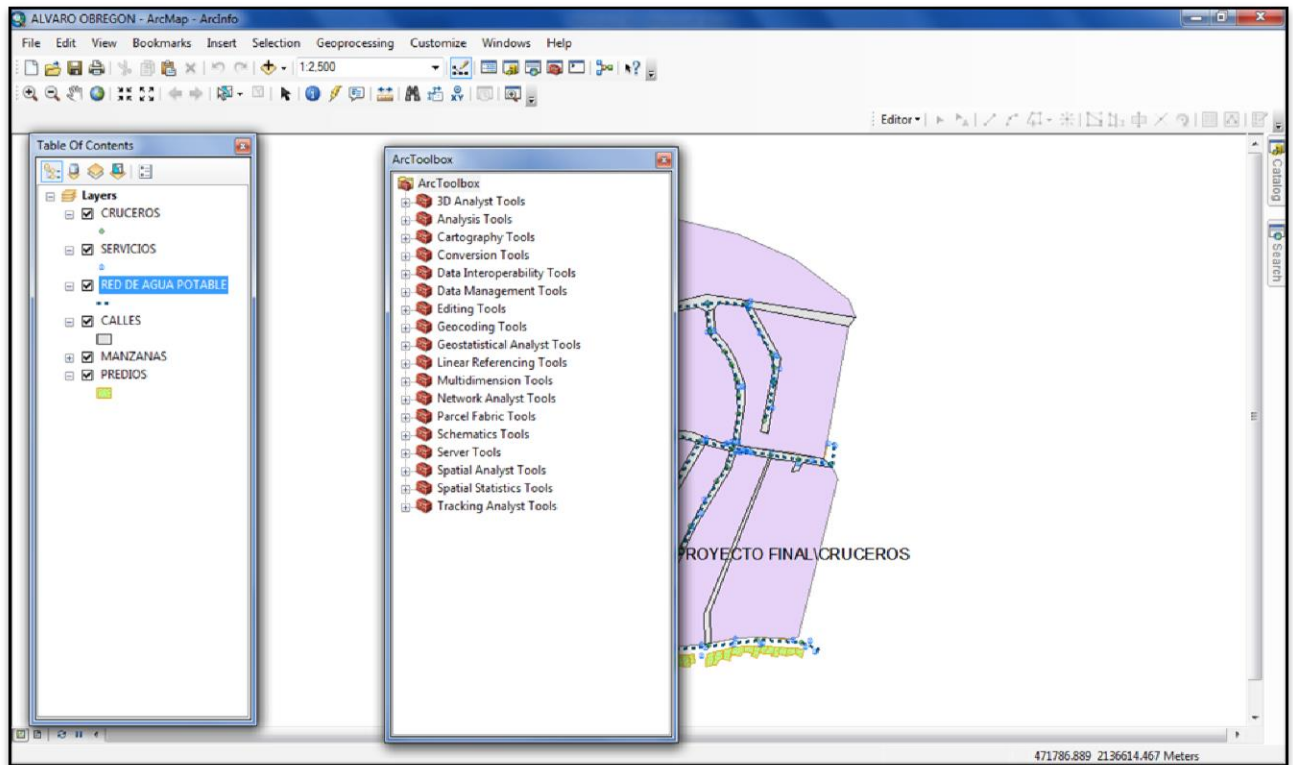 ALVARO OBREGON - ArcMap - ArcInfo
File Edit View Bookmarks Insert Selection Geoprocessing Customize Windows Help
1:2,500
Editor
Table Of Contents
Layers
CRUCEROS
SERVICIOS
RED DE AGUA POTABLE
CALLES
MANZANAS
PREDIOS
ArcToolbox
ArcToolbox
3D Analyst Tools
Analysis Tools
Cartography Tools
Conversion Tools
Data Interoperability Tools
Data Management Tools
Editing Tools
Geocoding Tools
Geostatistical Analyst Tools
Linear Referencing Tools
Multidimension Tools
Network Analyst Tools
Parcel Fabric Tools
Schematics Tools
Server Tools
Spatial Analyst Tools
Spatial Statistics Tools
Tracking Analyst Tools
ROYECTO FINAL\CRUCEROS
Catalog
Search
471786.889 2136614.467 Meters